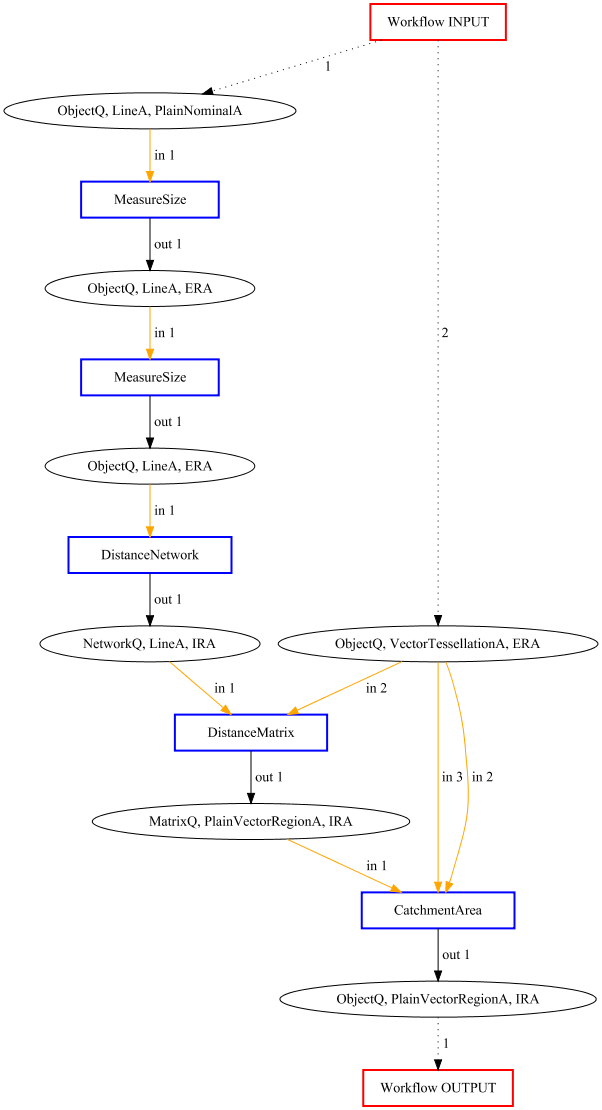 Workflow INPUT
1
ObjectQ, LineA, PlainNominalA
in 1
MeasureSize
out 1
ObjectQ, LineA, ERA
in 1
2
MeasureSize
out 1
ObjectQ, LineA, ERA
in 1
DistanceNetwork
out 1
NetworkQ, LineA, IRA
ObjectQ, VectorTessellationA, ERA
in 1
in 2
DistanceMatrix
out 1
in 3
in 2
MatrixQ, PlainVectorRegionA, IRA
in 1
CatchmentArea
out 1
ObjectQ, PlainVectorRegionA, IRA
1
Workflow OUTPUT